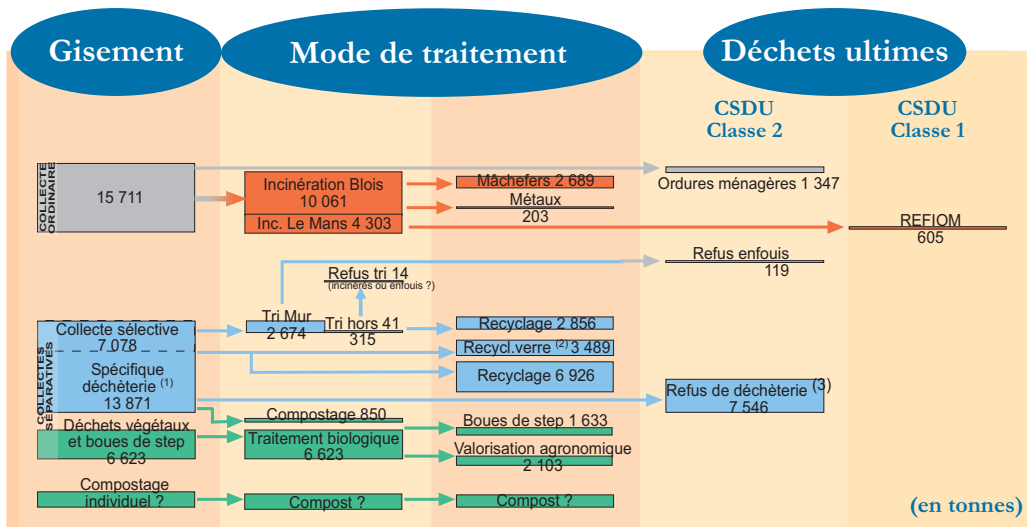 Gisement
Mode de traitement
Déchets ultimes
CSDU
Classe 2
CSDU
Classe 1
COLLECTE
ORDINAIRE
15 711
Incinération Blois
10 061
Inc. Le Mans 4 303
Mâchefers 2 689
Métaux
203
Ordures ménagères 1 347
REFIOM
605
Refus enfouis
119
Refus tri 14
(incinérés ou enfouis ?)
COLLECTES
SÉPARATIVES
Collecte sélective
7 078
Tri Mur
2 674
Tri hors 41
315
Recyclage 2 856
Recycl.verre (2) 3 489
Recyclage 6 926
Spécifique
déchèterie (1)
13 871
Refus de déchèterie (3)
7 546
Déchets végétaux
et boues de step
6 623
Compostage 850
Traitement biologique
6 623
Boues de step 1 633
Valorisation agronomique
2 103
Compostage
individuel ?
Compost ?
Compost ?
(en tonnes)